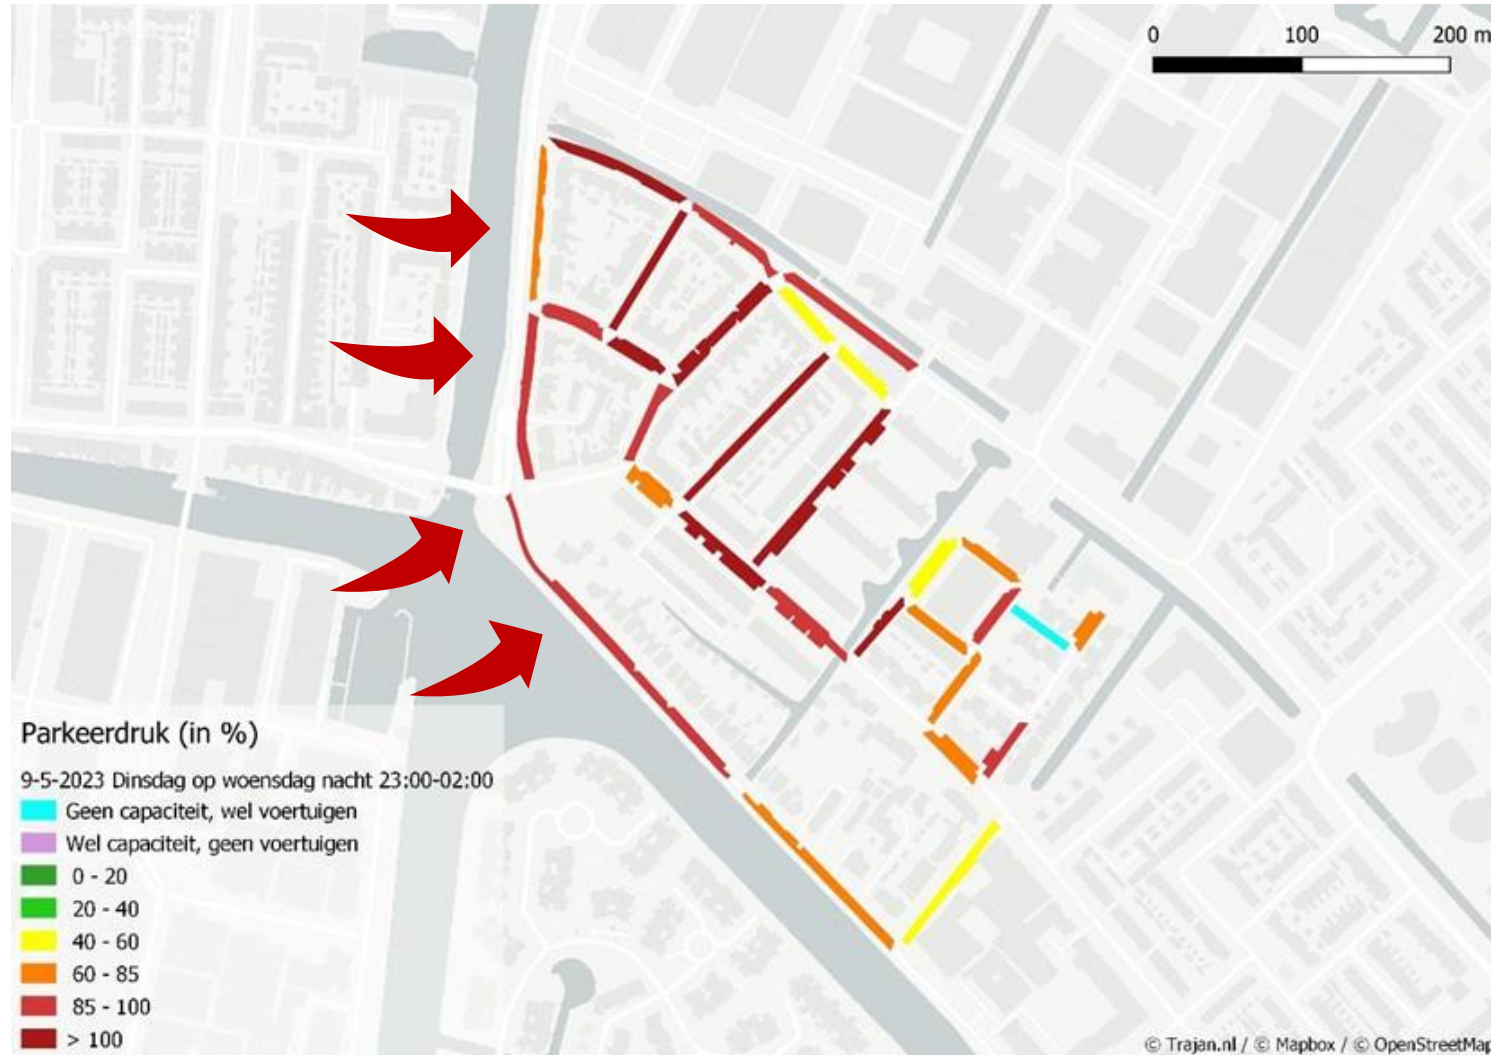 0 100 200 m
Parkeerdruk (in %)
9-5-2023 Dinsdag op woensdag nacht 23:00-02:00
Geen capaciteit, wel voertuigen
Wel capaciteit, geen voertuigen
0 - 20
20 - 40
40 - 60
60 - 85
85 - 100
> 100
© Trajan.nl / © Mapbox / © OpenStreetMap